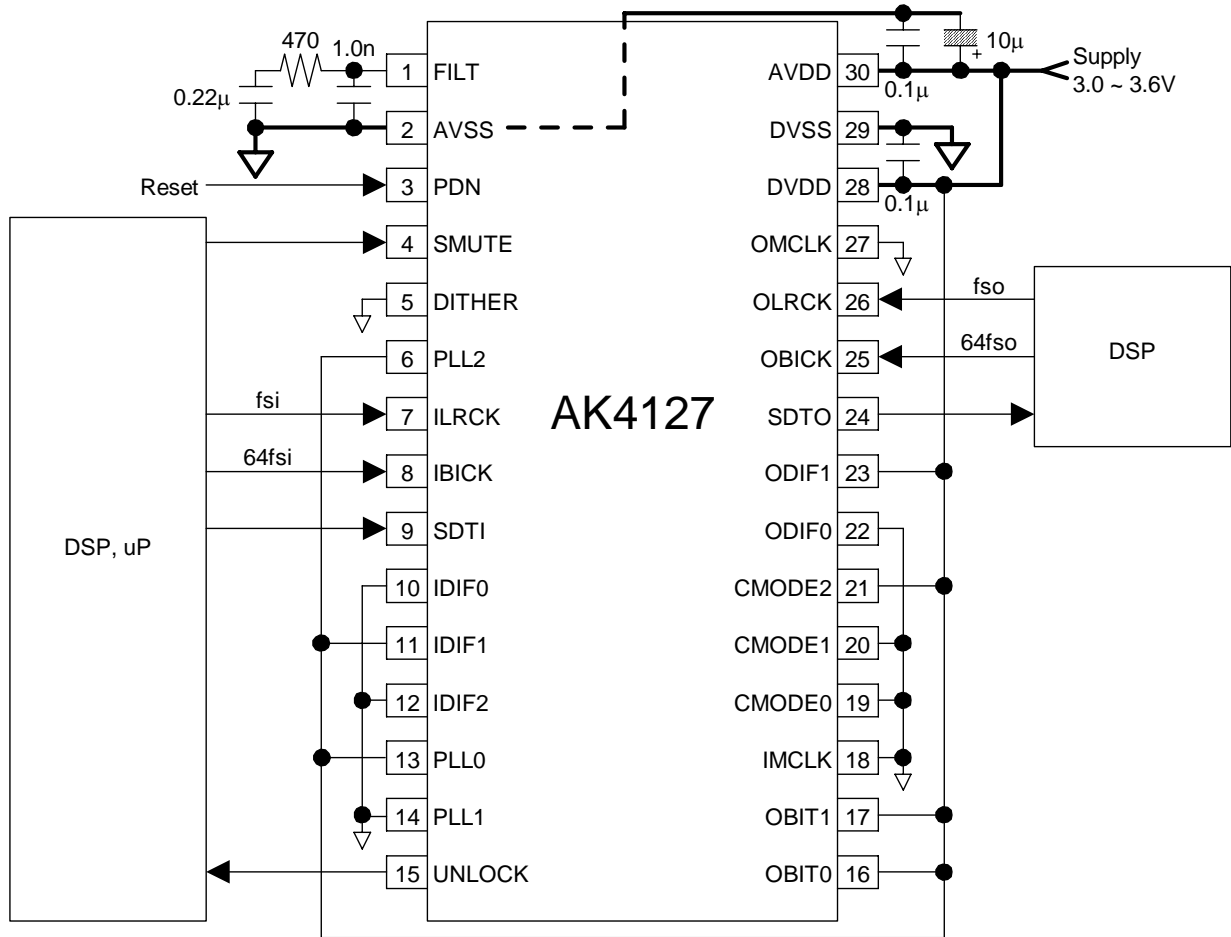 470
1.0n
0.22µ
Reset
1 FILT
2 AVSS
3 PDN
4 SMUTE
5 DITHER
6 PLL2
7 ILRCK
8 IBICK
9 SDTI
10 IDIF0
11 IDIF1
12 IDIF2
13 PLL0
14 PLL1
15 UNLOCK
fsi
64fsi
DSP, uP
AK4127
AVDD 30
DVSS 29
DVDD 28
OMCLK 27
OLRCK 26
OBICK 25
SDTO 24
ODIF1 23
ODIF0 22
CMODE2 21
CMODE1 20
CMODE0 19
IMCLK 18
OBIT1 17
OBIT0 16
10µ
+
0.1µ
Supply
3.0 ~ 3.6V
0.1µ
fso
64fso
DSP